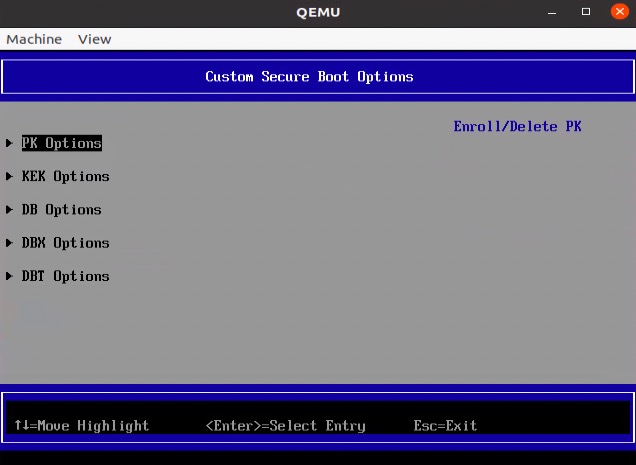 QEMU
Machine View
Custom Secure Boot Options
Enroll/Delete PK
PK Options
KEK Options
DB Options
DBX Options
DBT Options
↑↓=Move Highlight <Enter>=Select Entry Esc=Exit